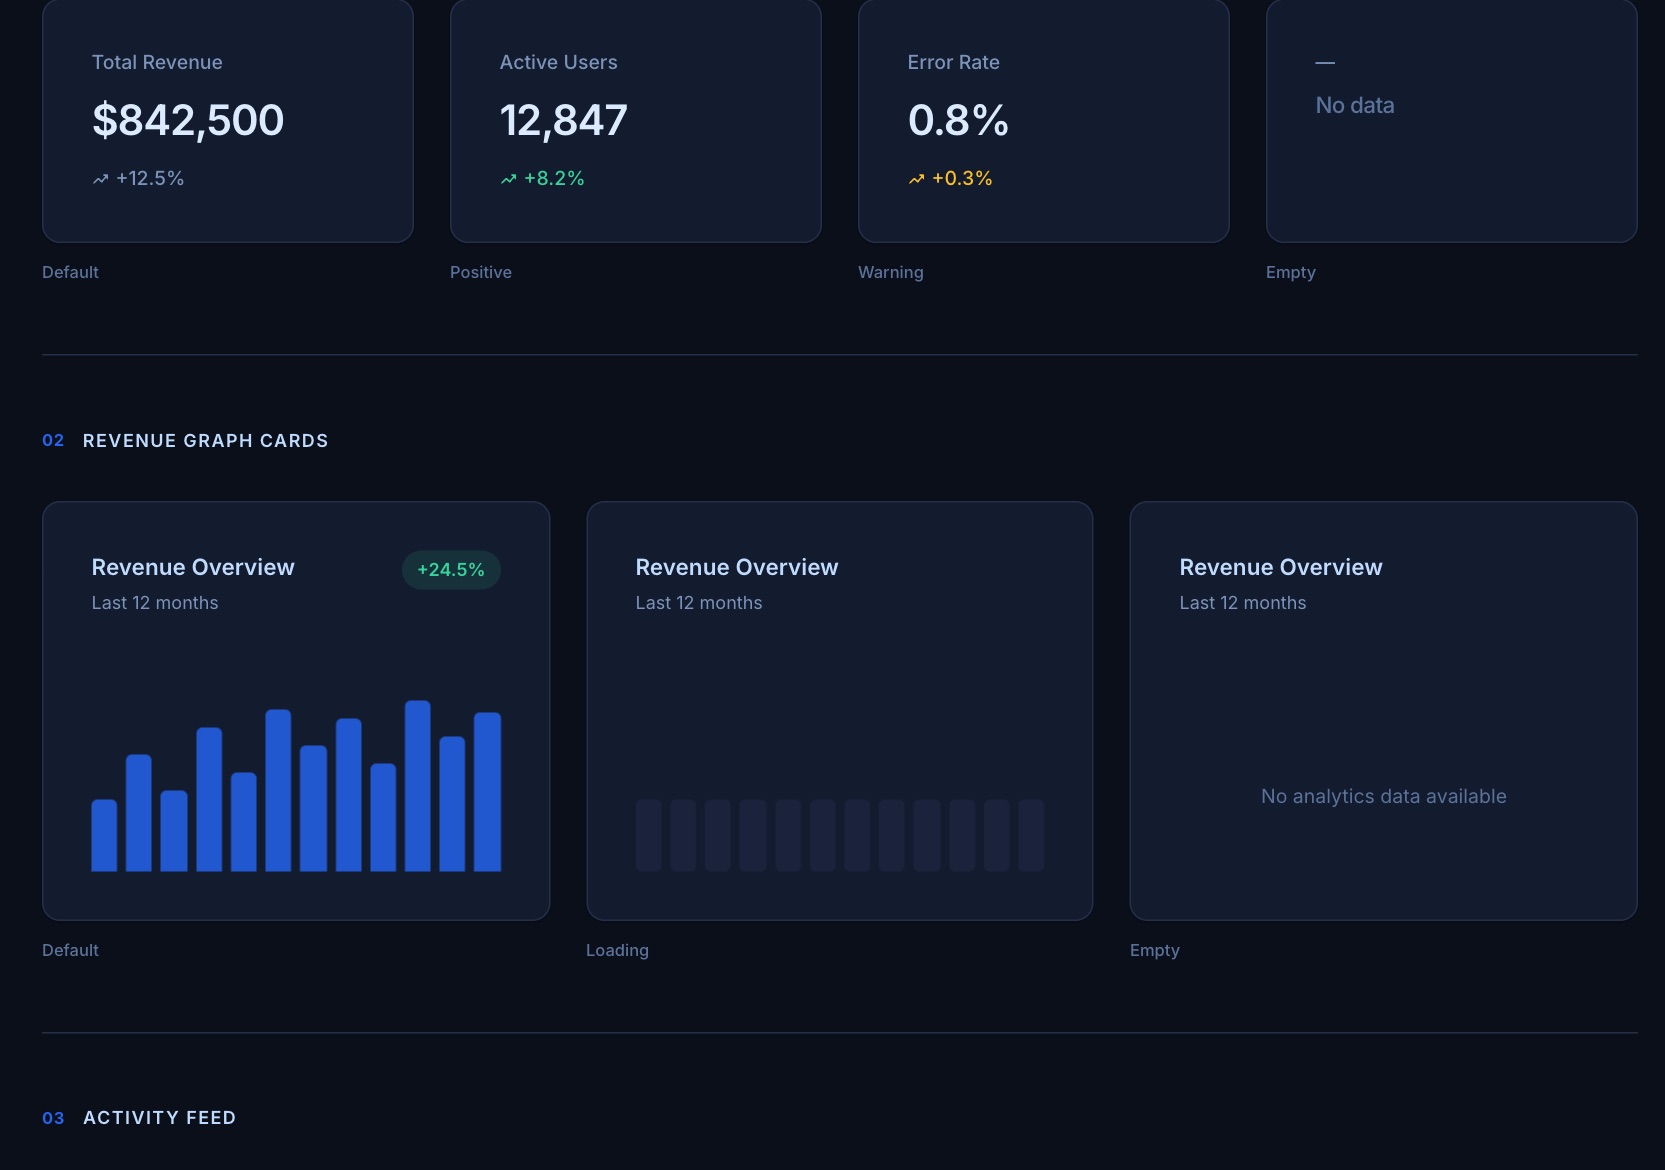 Total Revenue
$842,500
+12.5%
Default
Active Users
12,847
+8.2%
Positive
Error Rate
0.8%
+0.3%
Warning
—
No data
Empty
02 REVENUE GRAPH CARDS
Revenue Overview
+24.5%
Last 12 months
Default
Revenue Overview
Last 12 months
Loading
Revenue Overview
Last 12 months
No analytics data available
Empty
03 ACTIVITY FEED